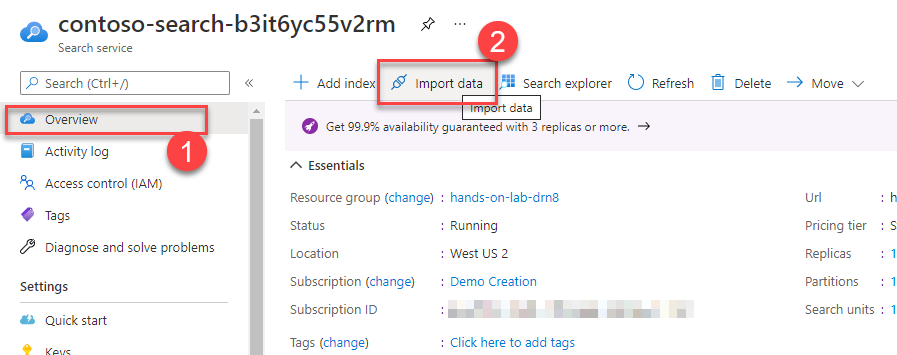 contoso-search-b3it6yc55v2rm
Search service
2
Search (Ctrl+/)
Add index Import data Search explorer Refresh Delete Move
Import data
Overview
1
Get 99.9% availability guaranteed with 3 replicas or more.
Activity log
Access control (IAM)
Tags
Diagnose and solve problems
Settings
Quick start
Keys
Essentials
Resource group (change) : hands-on-lab-drn8
Status : Running
Location : West US 2
Subscription (change) : Demo Creation
Subscription ID :
Tags (change) : Click here to add tags
Url : h
Pricing tier : S
Replicas : 1
Partitions : 1
Search units : 1